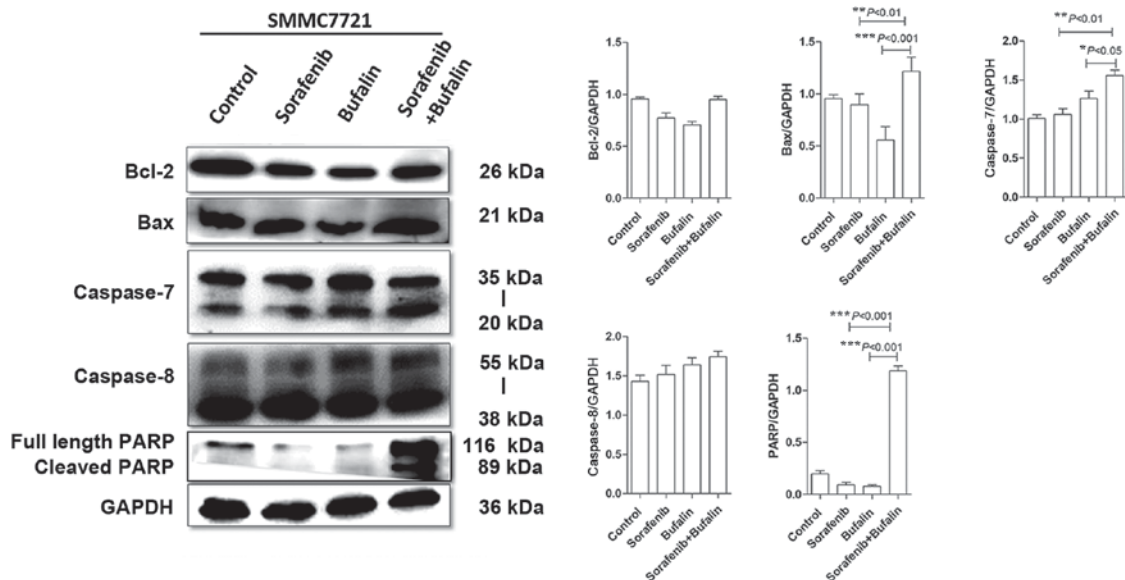 SMMC7721
Control
Sorafenib
Bufalin
Sorafenib
+Bufalin
Bcl-2
26 kDa
Bax
21 kDa
Caspase-7
35 kDa
20 kDa
Caspase-8
55 kDa
38 kDa
Full length PARP
116 kDa
Cleaved PARP
89 kDa
GAPDH
36 kDa
Bcl-2/GAPDH
1.5
1.0
0.5
0.0
Control
Sorafenib
Bufalin
Sorafenib+Bufalin
**P<0.01
***P<0.001
Bax/GAPDH
1.5
1.0
0.5
0.0
Control
Sorafenib
Bufalin
Sorafenib+Bufalin
**P<0.01
*P<0.05
Caspase-7/GAPDH
2.0
1.5
1.0
0.5
0.0
Control
Sorafenib
Bufalin
Sorafenib+Bufalin
Caspase-8/GAPDH
2.0
1.5
1.0
0.5
0.0
Control
Sorafenib
Bufalin
Sorafenib+Bufalin
***P<0.001
***P<0.001
PARP/GAPDH
1.5
1.0
0.5
0.0
Control
Sorafenib
Bufalin
Sorafenib+Bufalin